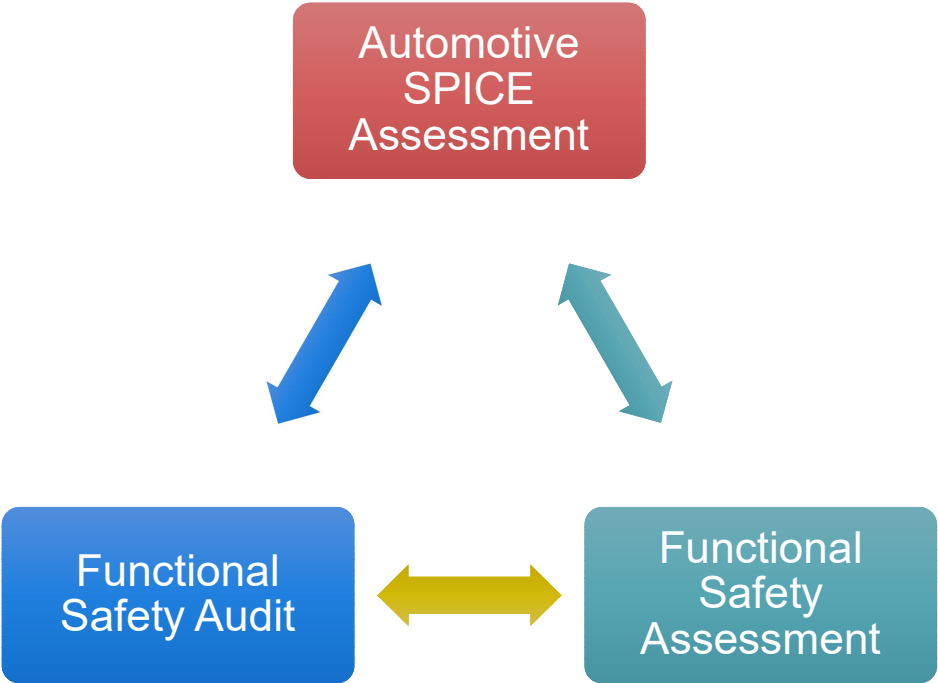 Automotive
SPICE
Assessment
Functional
Safety Audit
Functional
Safety
Assessment